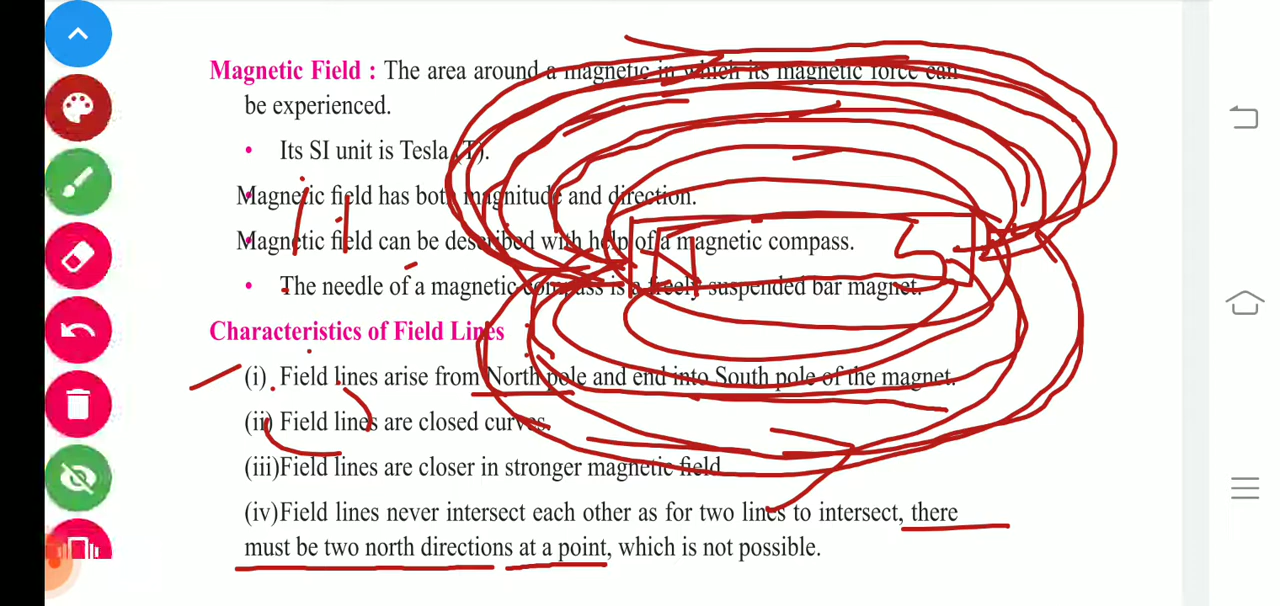 Magnetic Field : The area around a magnetic in which its magnetic force can
be experienced.
• Its SI unit is Tesla (T).
• Magnetic field has both magnitude and direction.
• Magnetic field can be described with help of a magnetic compass.
• The needle of a magnetic compass is a freely suspended bar magnet.
Characteristics of Field Lines
(i) Field lines arise from North pole and end into South pole of the magnet.
(ii) Field lines are closed curves.
(iii) Field lines are closer in stronger magnetic field
(iv) Field lines never intersect each other as for two lines to intersect, there
must be two north directions at a point, which is not possible.